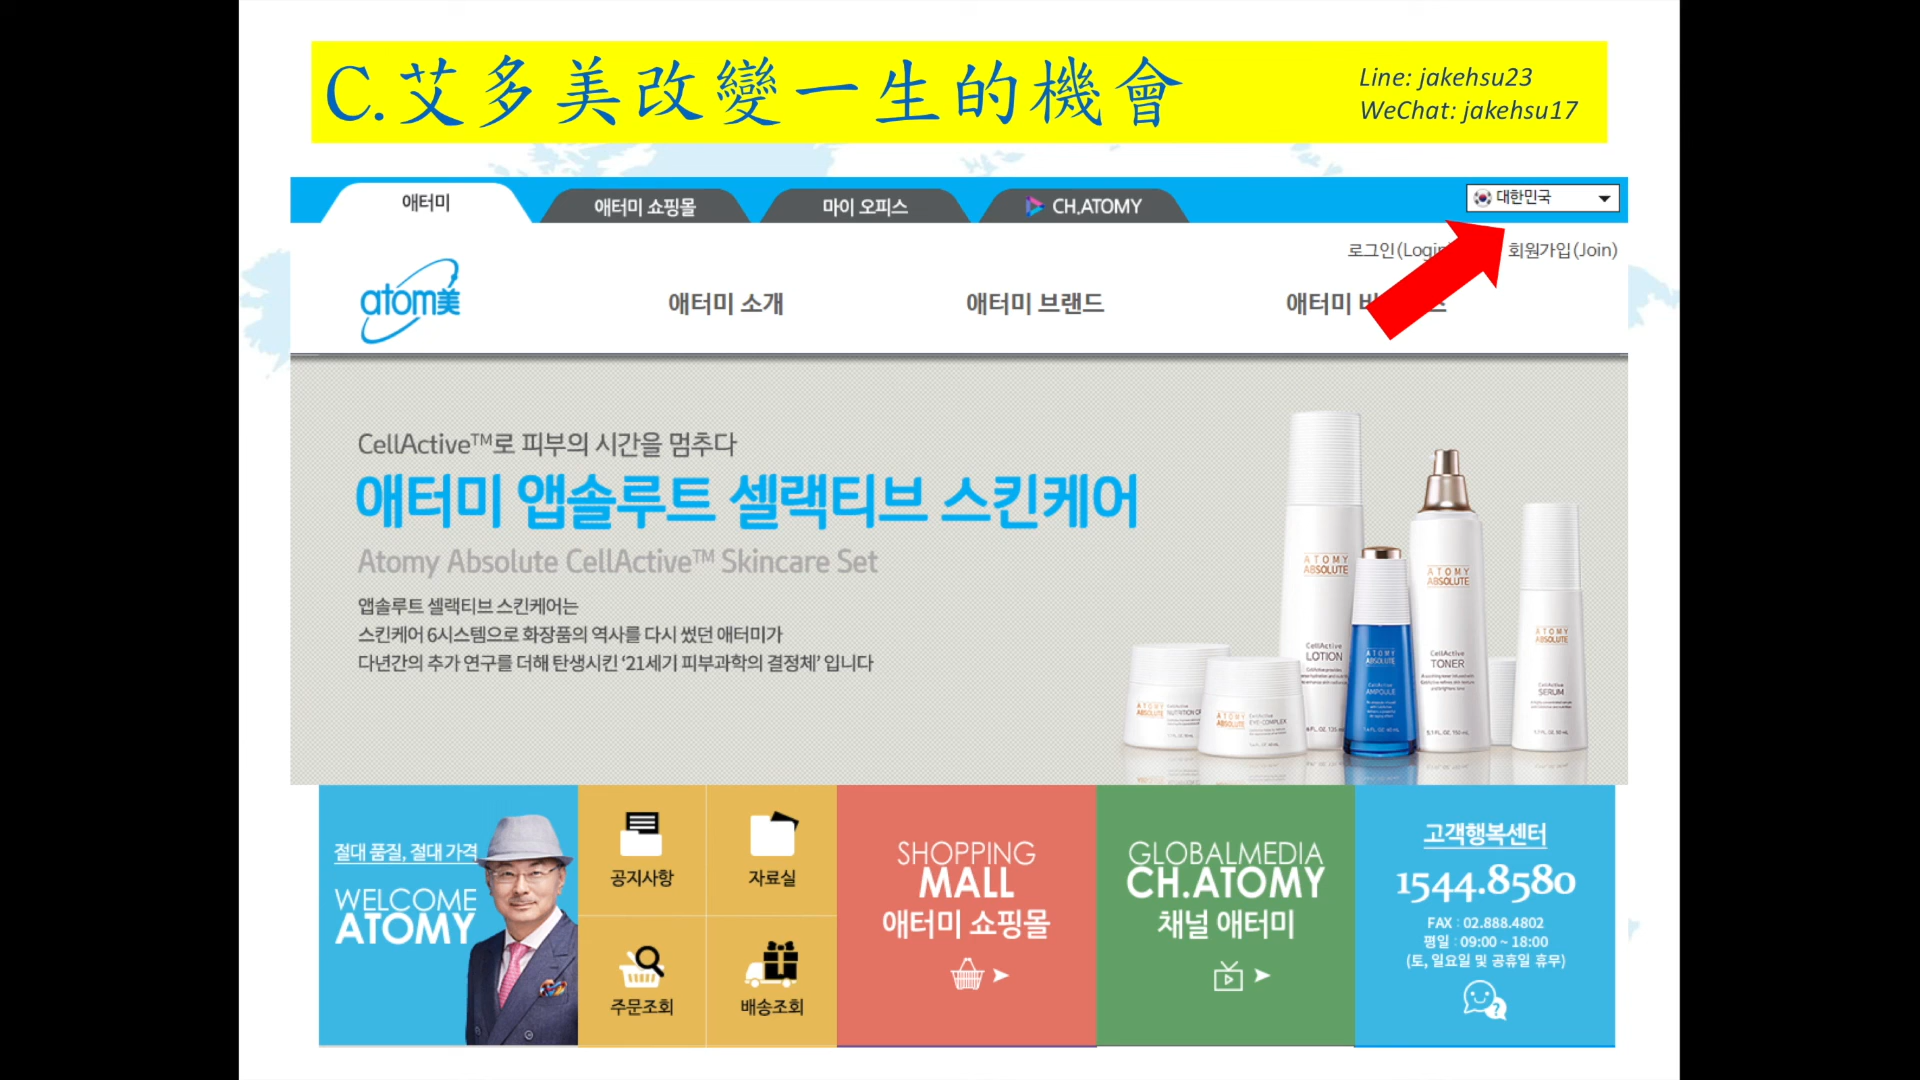 C.艾多美改變一生的機會
Line: jakehsu23
WeChat: jakehsu17
애터미
애터미 쇼핑몰
마이 오피스
CH.ATOMY
대한민국
로그인(Login
회원가입(Join)
atom美
애터미 소개
애터미 브랜드
애터미
CellActive™로 피부의 시간을 멈추다
애터미 앱솔루트 셀랙티브 스킨케어
Atomy Absolute CellActive™ Skincare Set
앱솔루트 셀랙티브 스킨케어는
스킨케어 6시스템으로 화장품의 역사를 다시 썼던 애터미가
다년간의 추가 연구를 더해 탄생시킨 ‘21세기 피부과학의 결정체’ 입니다
ATOMY
ABSOLUTE
CellActive
LOTION
ATOMY
ABSOLUTE
CellActive
AMPOULE
ATOMY
ABSOLUTE
CellActive
TONER
ATOMY
ABSOLUTE
CellActive
SERUM
ATOMY
ABSOLUTE
CellActive
NUTRITION
ATOMY
ABSOLUTE
CellActive
EYE-COMPLEX
절대 품질, 절대 가격
WELCOME
ATOMY
공지사항
자료실
주문조회
배송조회
SHOPPING
MALL
애터미 쇼핑몰
GLOBALMEDIA
CH.ATOMY
채널 애터미
고객행복센터
1544.8580
FAX : 02.888.4802
평일 : 09:00 ~ 18:00
(토, 일요일 및 공휴일 휴무)